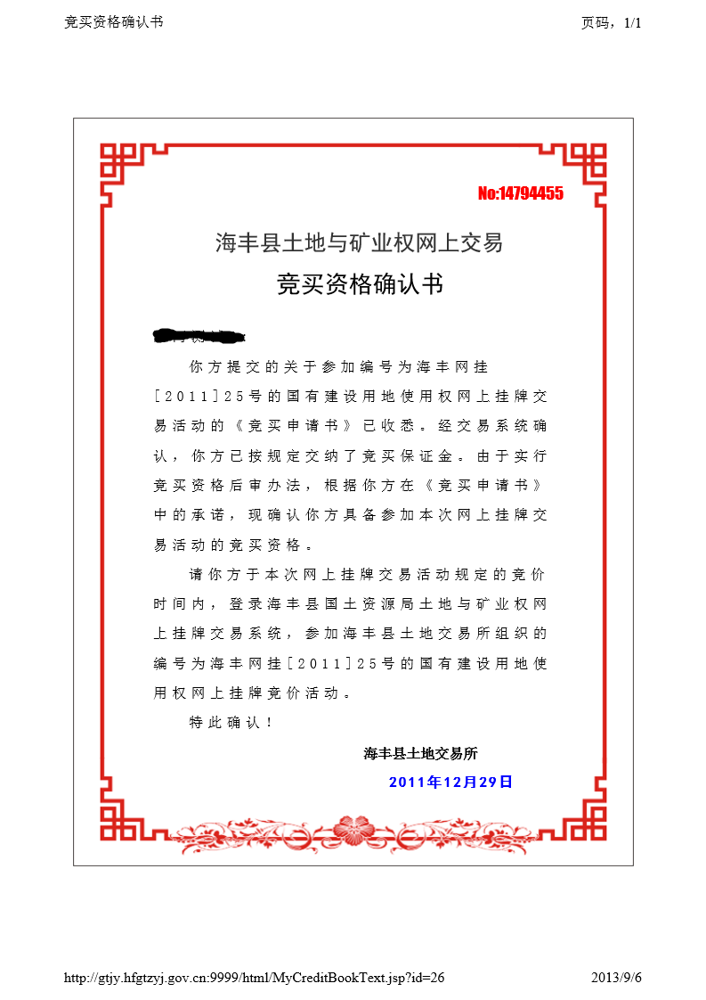 竞买资格确认书
页码，1/1
No:14794455
海丰县土地与矿业权网上交易
竞买资格确认书
你方提交的关于参加编号为海丰网挂
[2011]25号的国有建设用地使用权网上挂牌交
易活动的《竞买申请书》已收悉。经交易系统确
认，你方已按规定交纳了竞买保证金。由于实行
竞买资格后审办法，根据你方在《竞买申请书》
中的承诺，现确认你方具备参加本次网上挂牌交
易活动的竞买资格。
请你方于本次网上挂牌交易活动规定的竞价
时间内，登录海丰县国土资源局土地与矿业权网
上挂牌交易系统，参加海丰县土地交易所组织的
编号为海丰网挂[2011]25号的国有建设用地使
用权网上挂牌竞价活动。
特此确认！
海丰县土地交易所
2011年12月29日
http://gtjy.hfgtzyj.gov.cn:9999/html/MyCreditBookText.jsp?id=26
2013/9/6